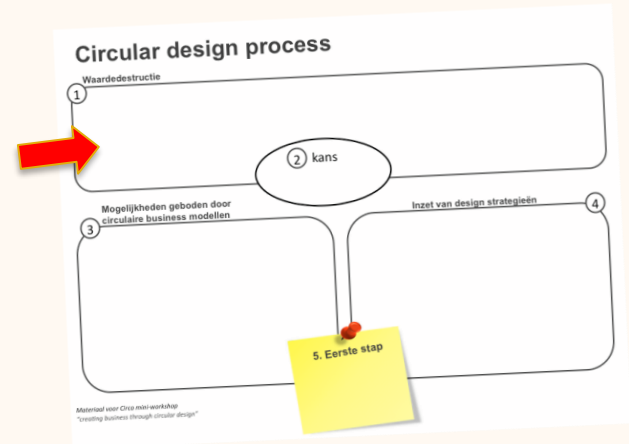 Circular design process
Waardedestructie
1
2 kans
Mogelijkheden geboden door
circulaire business modellen
3
Inzet van design strategieën
4
5. Eerste stap
Materiaal voor Circo mini-workshop
"creating business through circular design"